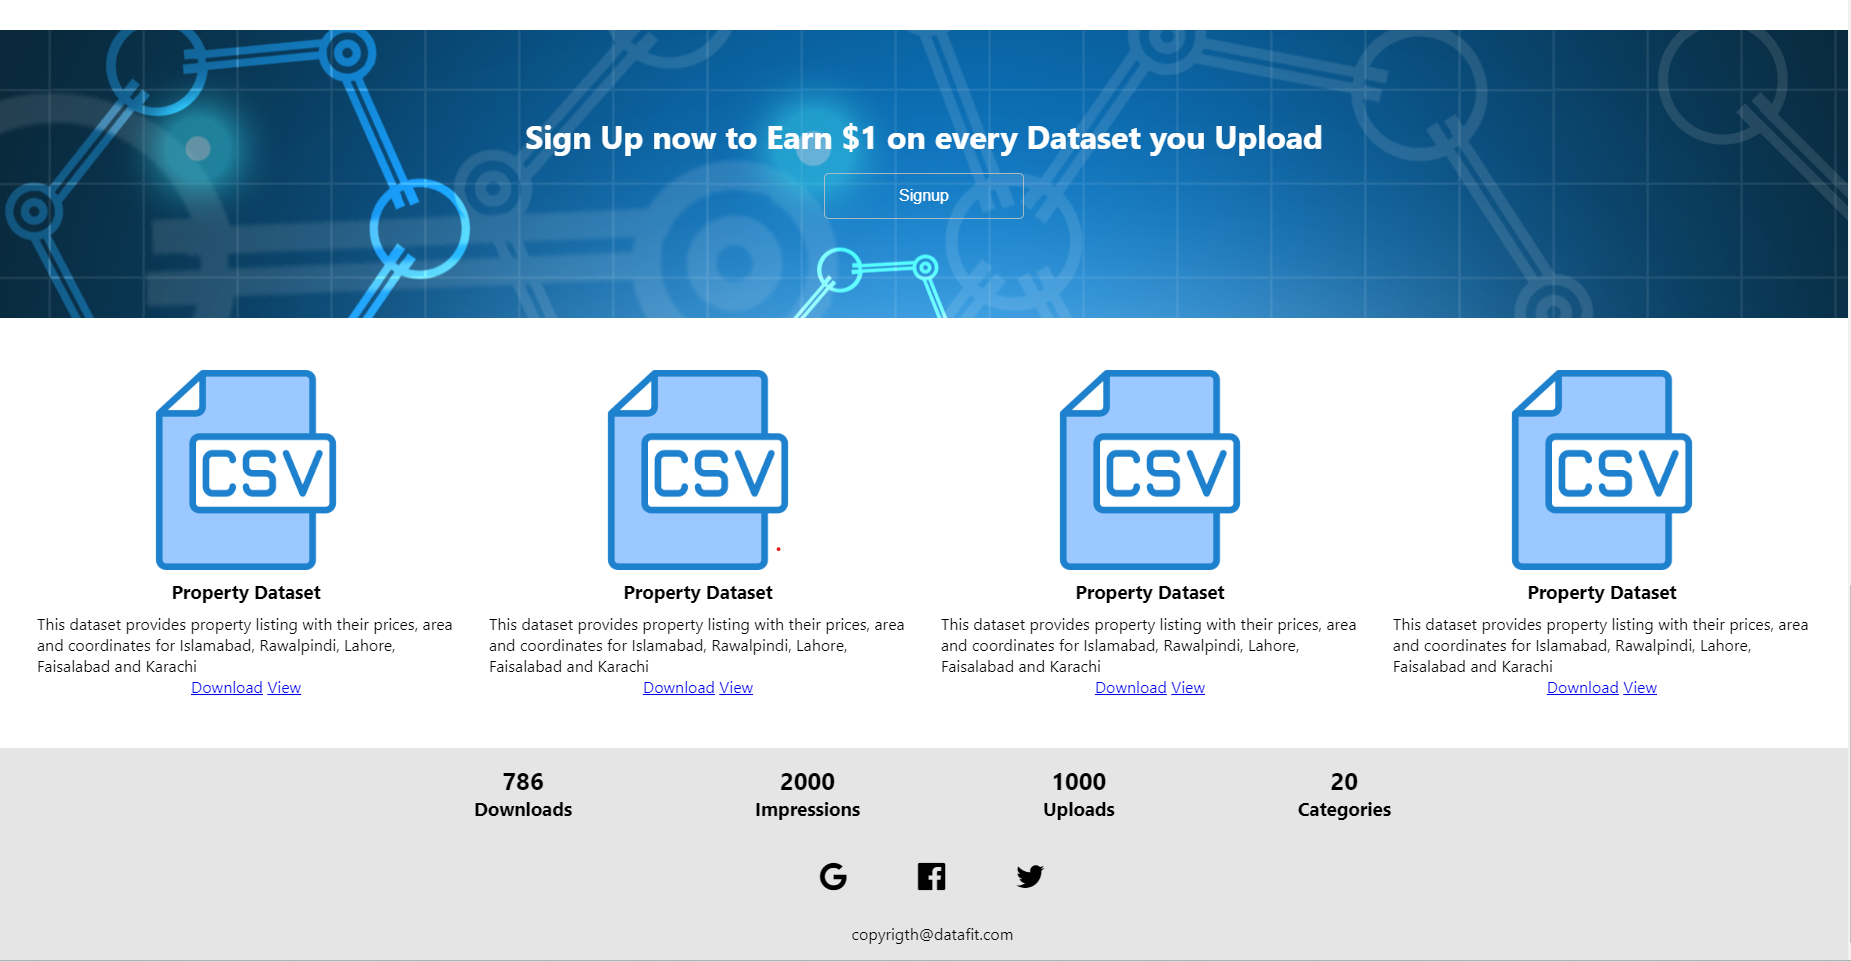 Sign Up now to Earn $1 on every Dataset you Upload
Signup
CSV
CSV
CSV
CSV
Property Dataset
This dataset provides property listing with their prices, area
and coordinates for Islamabad, Rawalpindi, Lahore,
Faisalabad and Karachi
Download View
Property Dataset
This dataset provides property listing with their prices, area
and coordinates for Islamabad, Rawalpindi, Lahore,
Faisalabad and Karachi
Download View
Property Dataset
This dataset provides property listing with their prices, area
and coordinates for Islamabad, Rawalpindi, Lahore,
Faisalabad and Karachi
Download View
Property Dataset
This dataset provides property listing with their prices, area
and coordinates for Islamabad, Rawalpindi, Lahore,
Faisalabad and Karachi
Download View
786
Downloads
2000
Impressions
1000
Uploads
20
Categories
copyrigth@datafit.com